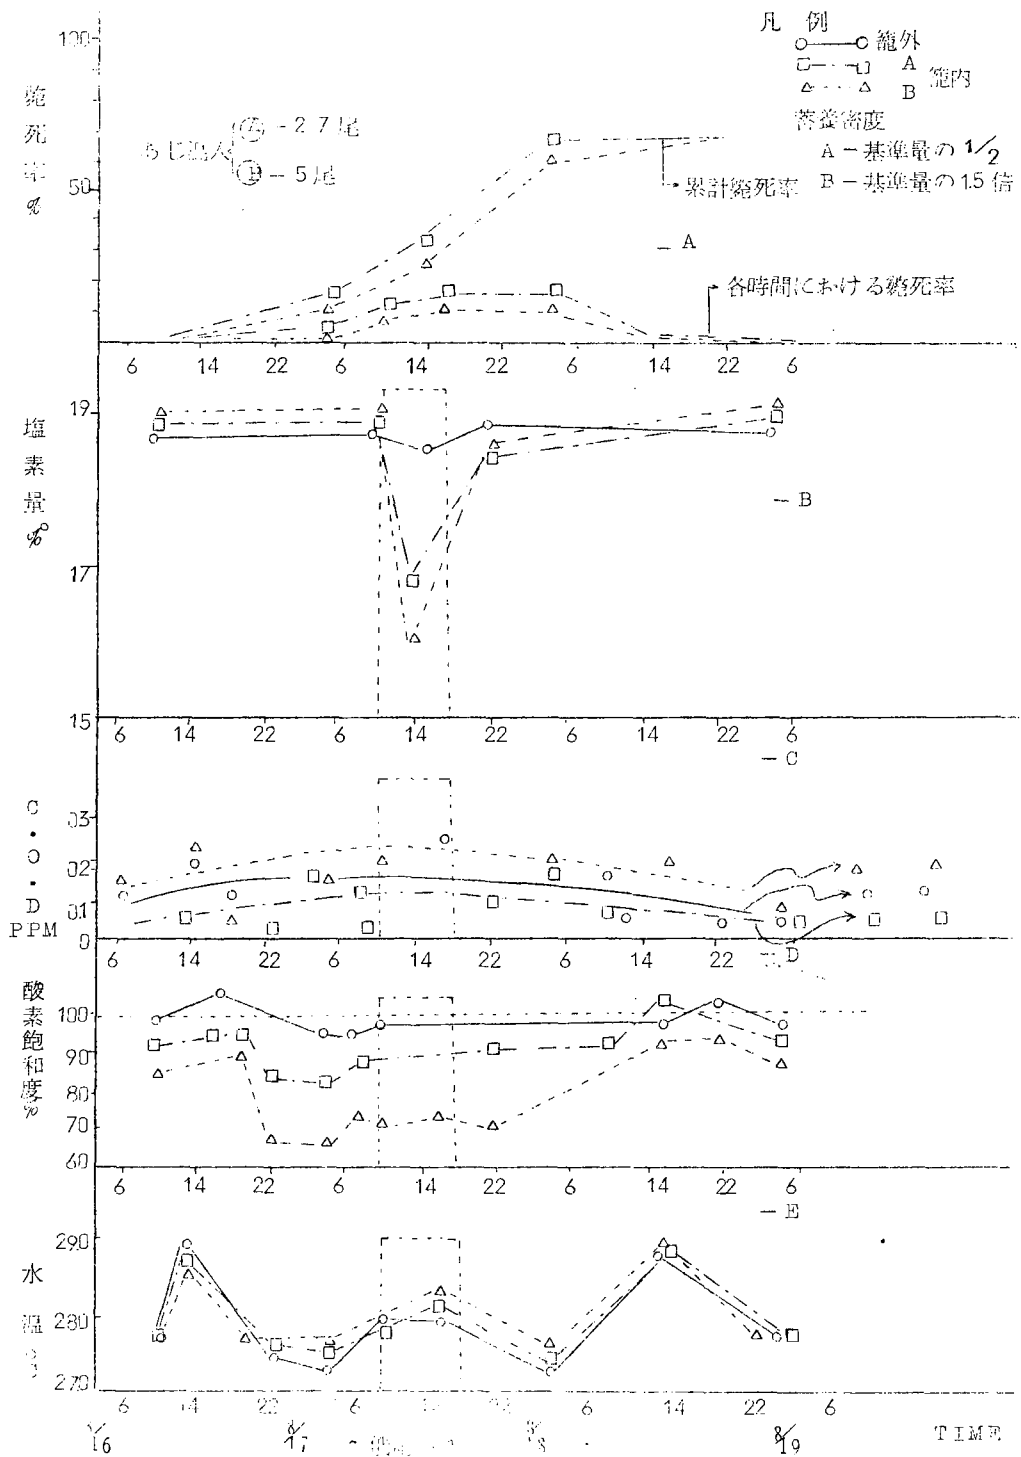 凡 例
籠外
A
籠内
B
蓄養密度
A－基準量の 1/2
B－基準量の 1.5 倍
100
50
斃死率 %
A －27尾
B －5尾
累計斃死率
－ A
各時間における斃死率
6 14 22 6 14 22 6 14 22 6
塩素量 ‰
19
17
15
－ B
6 14 22 6 14 22 6 14 22 6
－ C
C・O・D PPM
03
02
01
0
6 14 22 6 14 22 6 14 22 6
－ D
酸素飽和度 %
100
90
80
70
60
6 14 22 6 14 22 6 14 22 6
－ E
水温
290
280
270
6 14 22 6 14 6 14 22 6
16 8/17 8/19 TIME